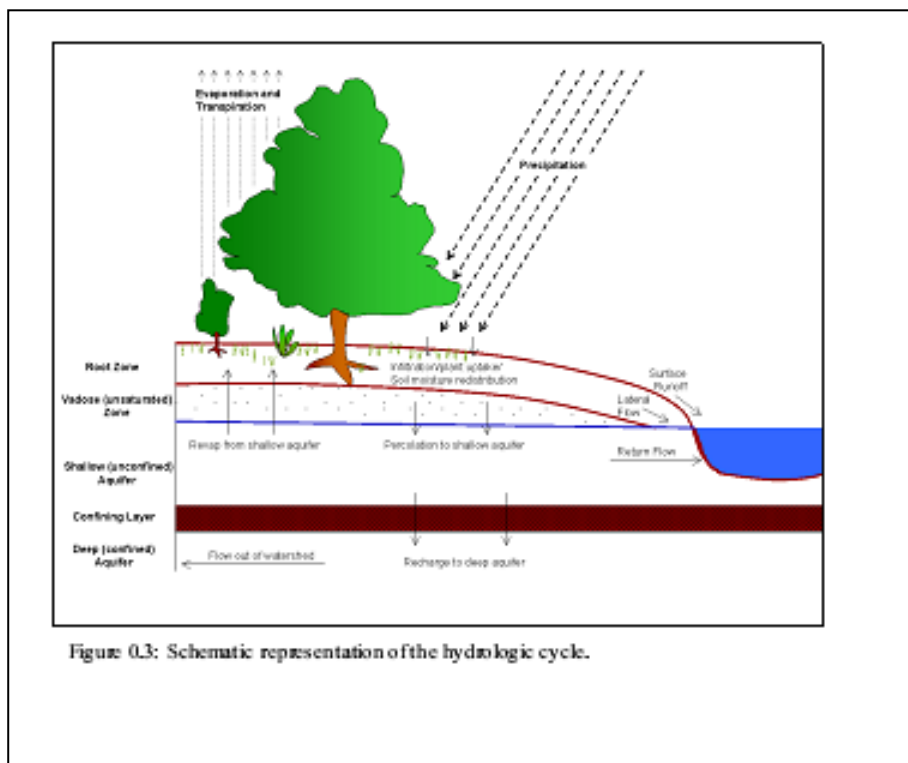 Evaporation and
Transpiration
Precipitation
Root Zone
Infiltration/plant uptake/
Soil moisture redistribution
Surface
Runoff
Lateral
Flow
Vadose (unsaturated)
Zone
Revap from shallow aquifer
Percolation to shallow aquifer
Return Flow
Shallow (unconfined)
Aquifer
Confining Layer
Deep (confined)
Aquifer
Flow out of watershed
Recharge to deep aquifer
Figure 0.3: Schematic representation of the hydrologic cycle.